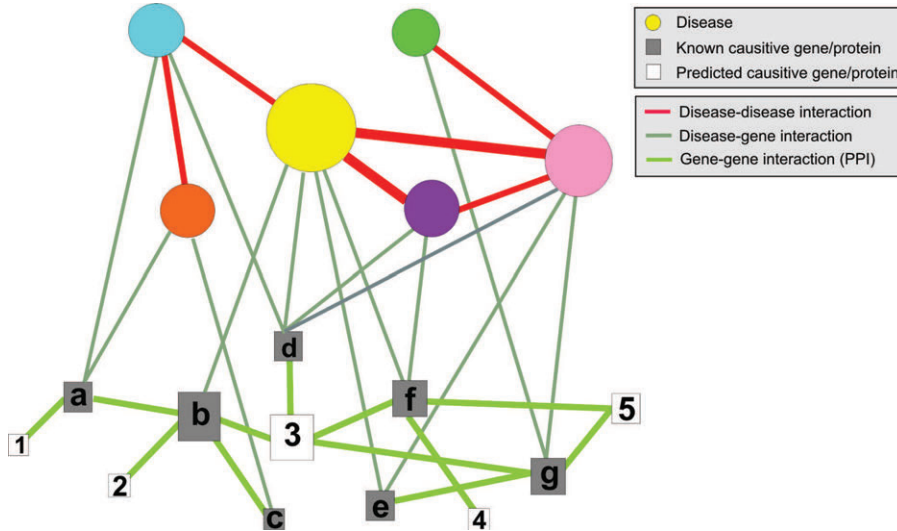 Disease
Known causitive gene/protein
Predicted causitive gene/protein
Disease-disease interaction
Disease-gene interaction
Gene-gene interaction (PPI)
d
a
b
f
5
3
1
2
g
e
c
4